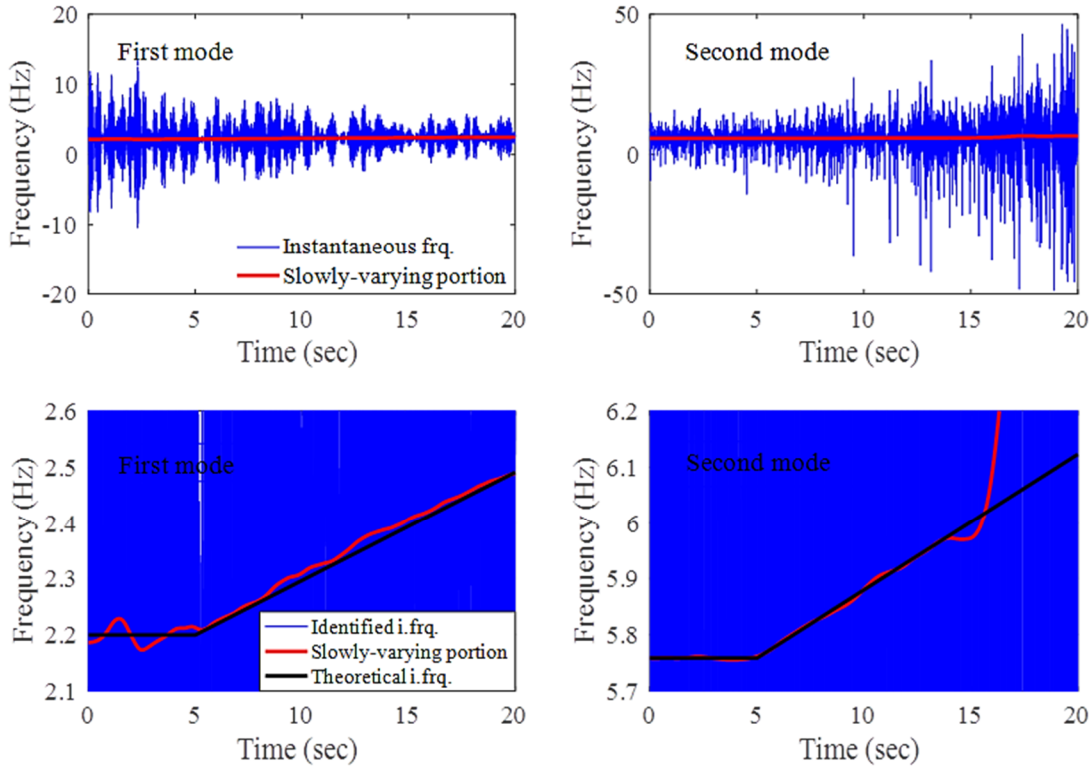 First mode
Frequency (Hz)
20
10
0
-10
-20
Instantaneous frq.
Slowly-varying portion
0 5 10 15 20
Time (sec)
Second mode
Frequency (Hz)
50
0
-50
0 5 10 15 20
Time (sec)
First mode
Frequency (Hz)
2.6
2.5
2.4
2.3
2.2
2.1
Identified i.frq.
Slowly-varying portion
Theoretical i.frq.
0 5 10 15 20
Time (sec)
Second mode
Frequency (Hz)
6.2
6.1
6
5.9
5.8
5.7
0 5 10 15 20
Time (sec)